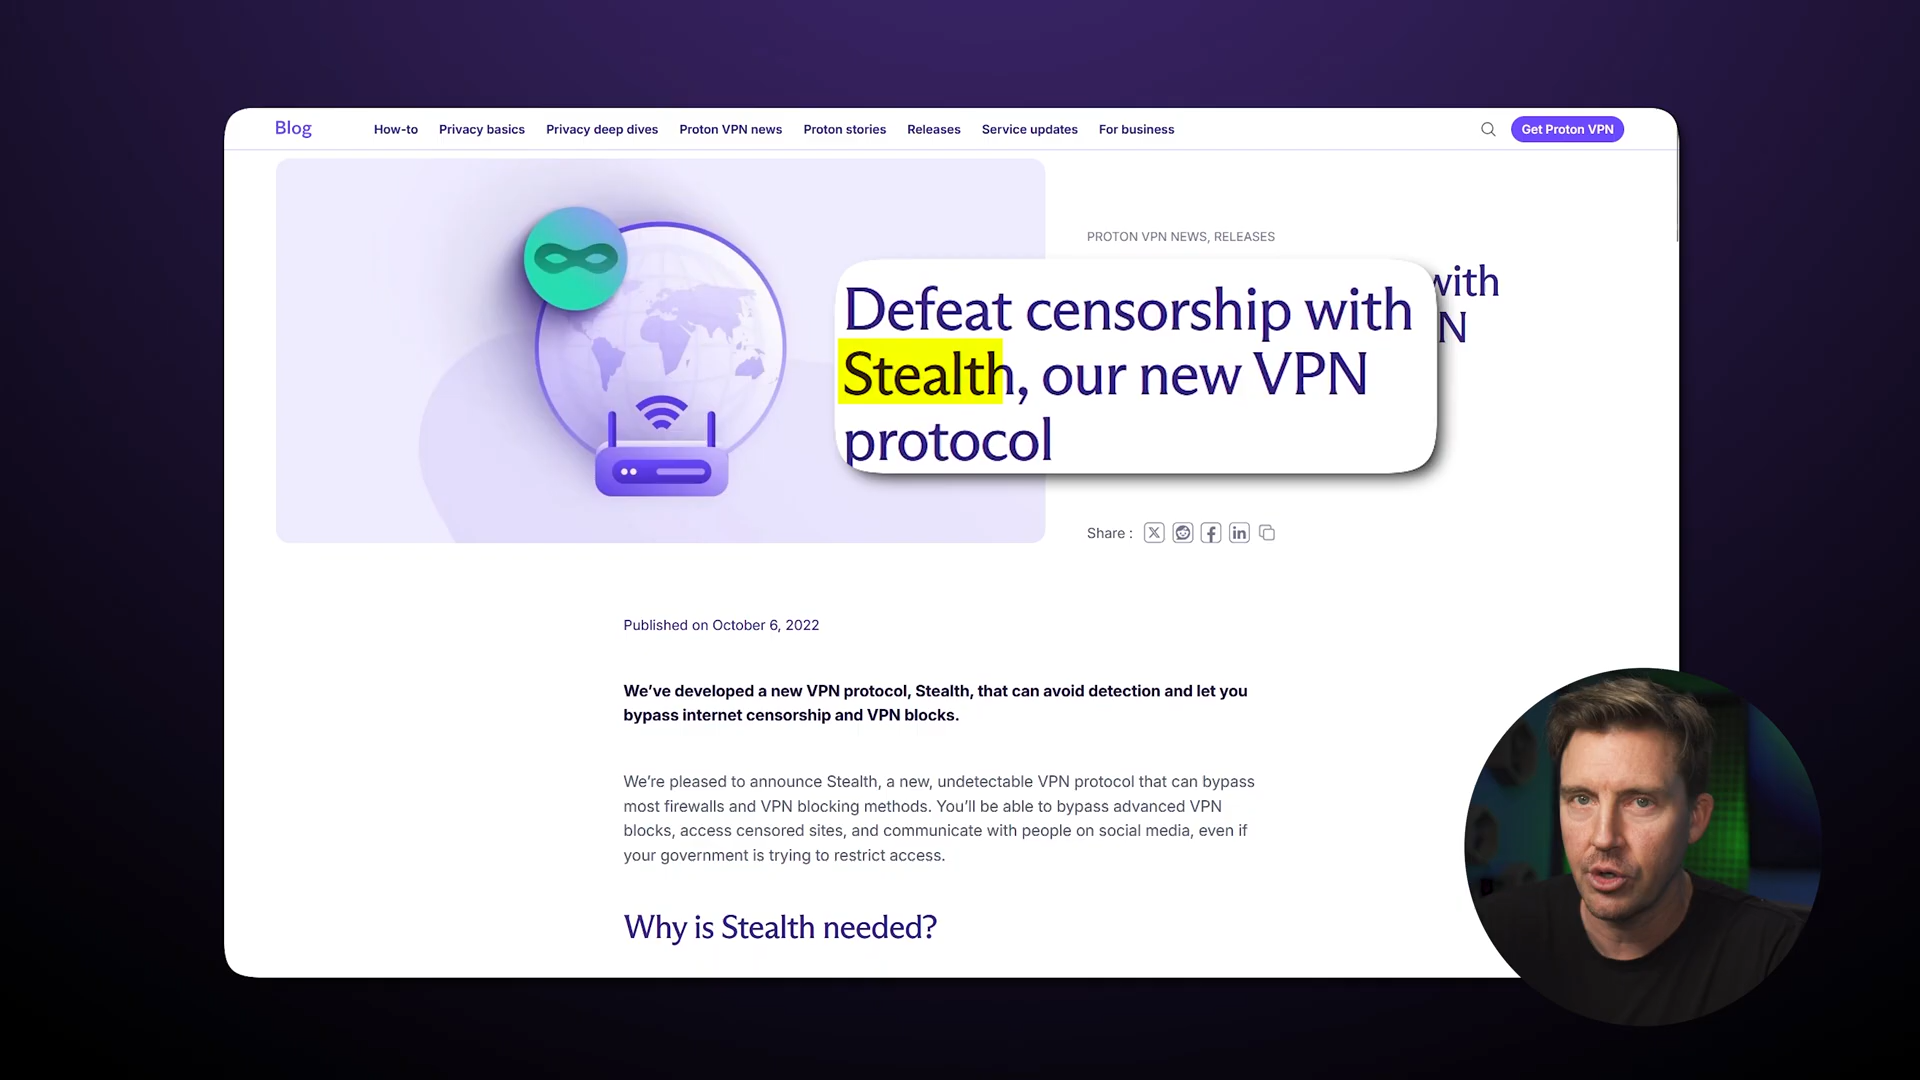 Blog
How-to
Privacy basics
Privacy deep dives
Proton VPN news
Proton stories
Releases
Service updates
For business
Get Proton VPN
PROTON VPN NEWS, RELEASES
with
N
Defeat censorship with
Stealth, our new VPN
protocol
Share :
Published on October 6, 2022
We’ve developed a new VPN protocol, Stealth, that can avoid detection and let you
bypass internet censorship and VPN blocks.
We’re pleased to announce Stealth, a new, undetectable VPN protocol that can bypass
most firewalls and VPN blocking methods. You’ll be able to bypass advanced VPN
blocks, access censored sites, and communicate with people on social media, even if
your government is trying to restrict access.
Why is Stealth needed?